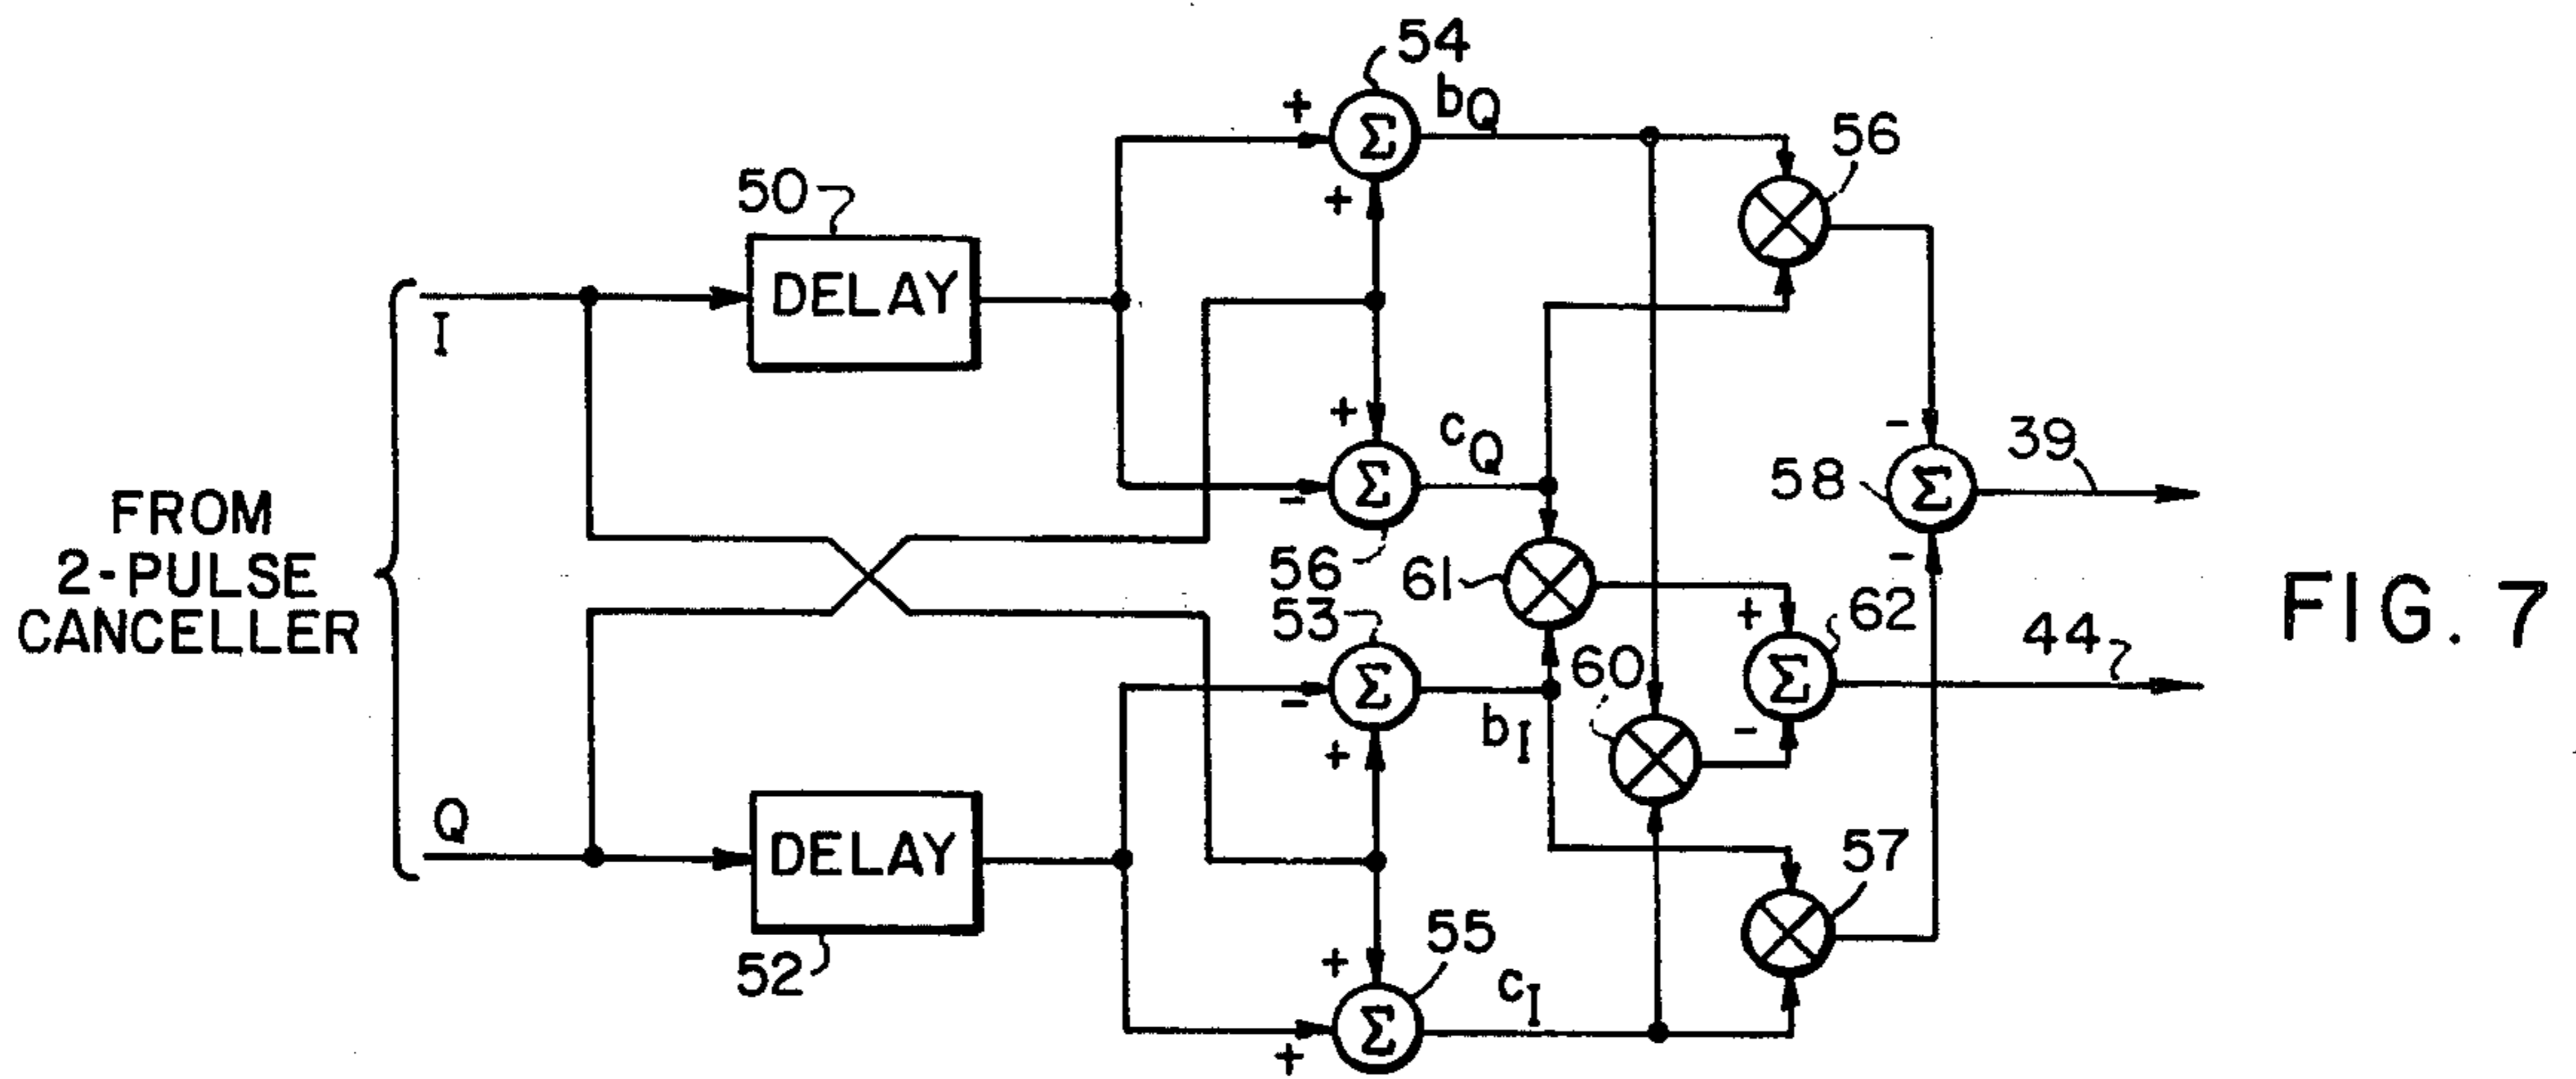 54
+
bQ
56
50
+
DELAY
I
+
cQ
-
39
58
Σ
Σ
Σ
-
56
61
-
FROM
2-PULSE
CANCELLER
53
+
62
60
44
FIG. 7
Σ
Σ
-
bI
-
+
Q
DELAY
57
52
+
55
cI
Σ
+